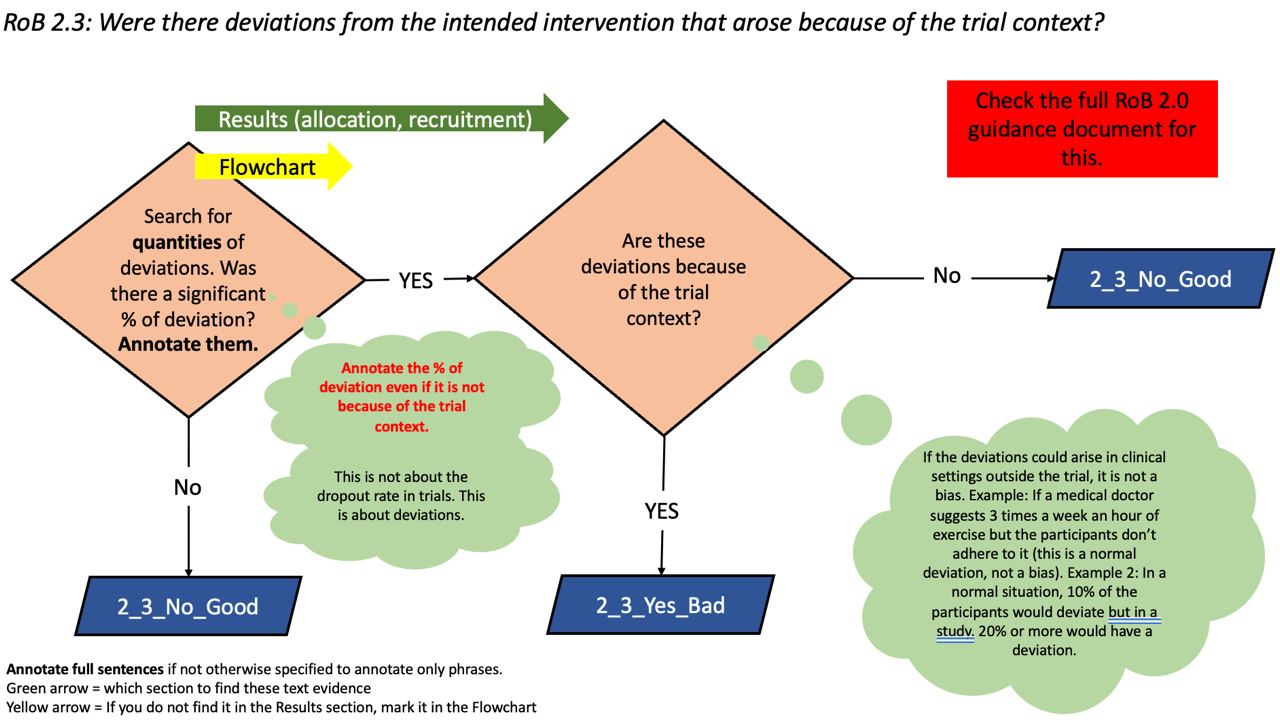 RoB 2.3: Were there deviations from the intended intervention that arose because of the trial context?
Results (allocation, recruitment)
Flowchart
Check the full RoB 2.0
guidance document for
this.
Search for
quantities of
deviations. Was
there a significant
% of deviation?
Annotate them.
YES
Are these
deviations because
of the trial
context?
No
2_3_No_Good
Annotate the % of
deviation even if it is not
because of the trial
context.
This is not about the
dropout rate in trials. This
is about deviations.
If the deviations could arise in clinical
settings outside the trial, it is not a
bias. Example: If a medical doctor
suggests 3 times a week an hour of
exercise but the participants don’t
adhere to it (this is a normal
deviation, not a bias). Example 2: In a
normal situation, 10% of the
participants would deviate but in a
study. 20% or more would have a
deviation.
No
YES
2_3_No_Good
2_3_Yes_Bad
Annotate full sentences if not otherwise specified to annotate only phrases.
Green arrow = which section to find these text evidence
Yellow arrow = If you do not find it in the Results section, mark it in the Flowchart